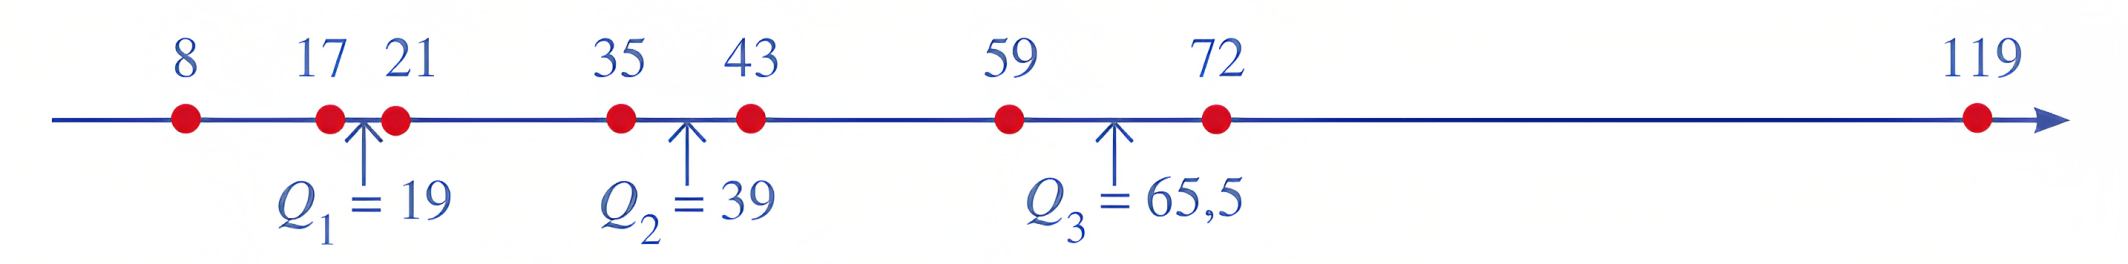 8 17 21 35 43 59 72 119
Q1 = 19 Q2 = 39 Q3 = 65,5